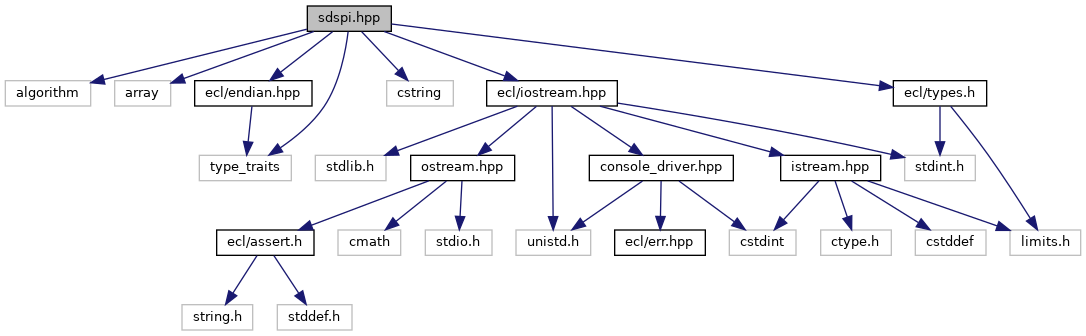 sdspi.hpp
algorithm
array
ecl/endian.hpp
cstring
ecl/iostream.hpp
ecl/types.h
type_traits
stdlib.h
ostream.hpp
console_driver.hpp
istream.hpp
stdint.h
ecl/assert.h
cmath
stdio.h
unistd.h
ecl/err.hpp
cstdint
ctype.h
cstddef
limits.h
string.h
stddef.h